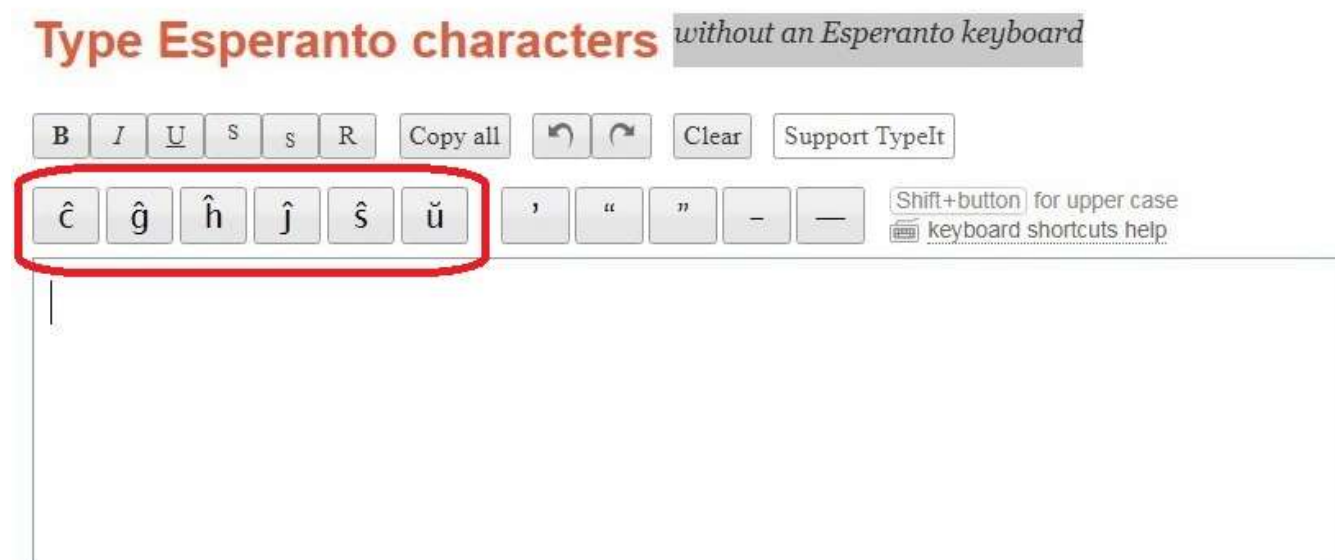 Type Esperanto characters without an Esperanto keyboard
B I U S S R Copy all Clear Support TypeIt
ĉ ĝ ĥ ĵ ŝ ŭ ’ “ ” – — Shift+button for upper case
keyboard shortcuts help